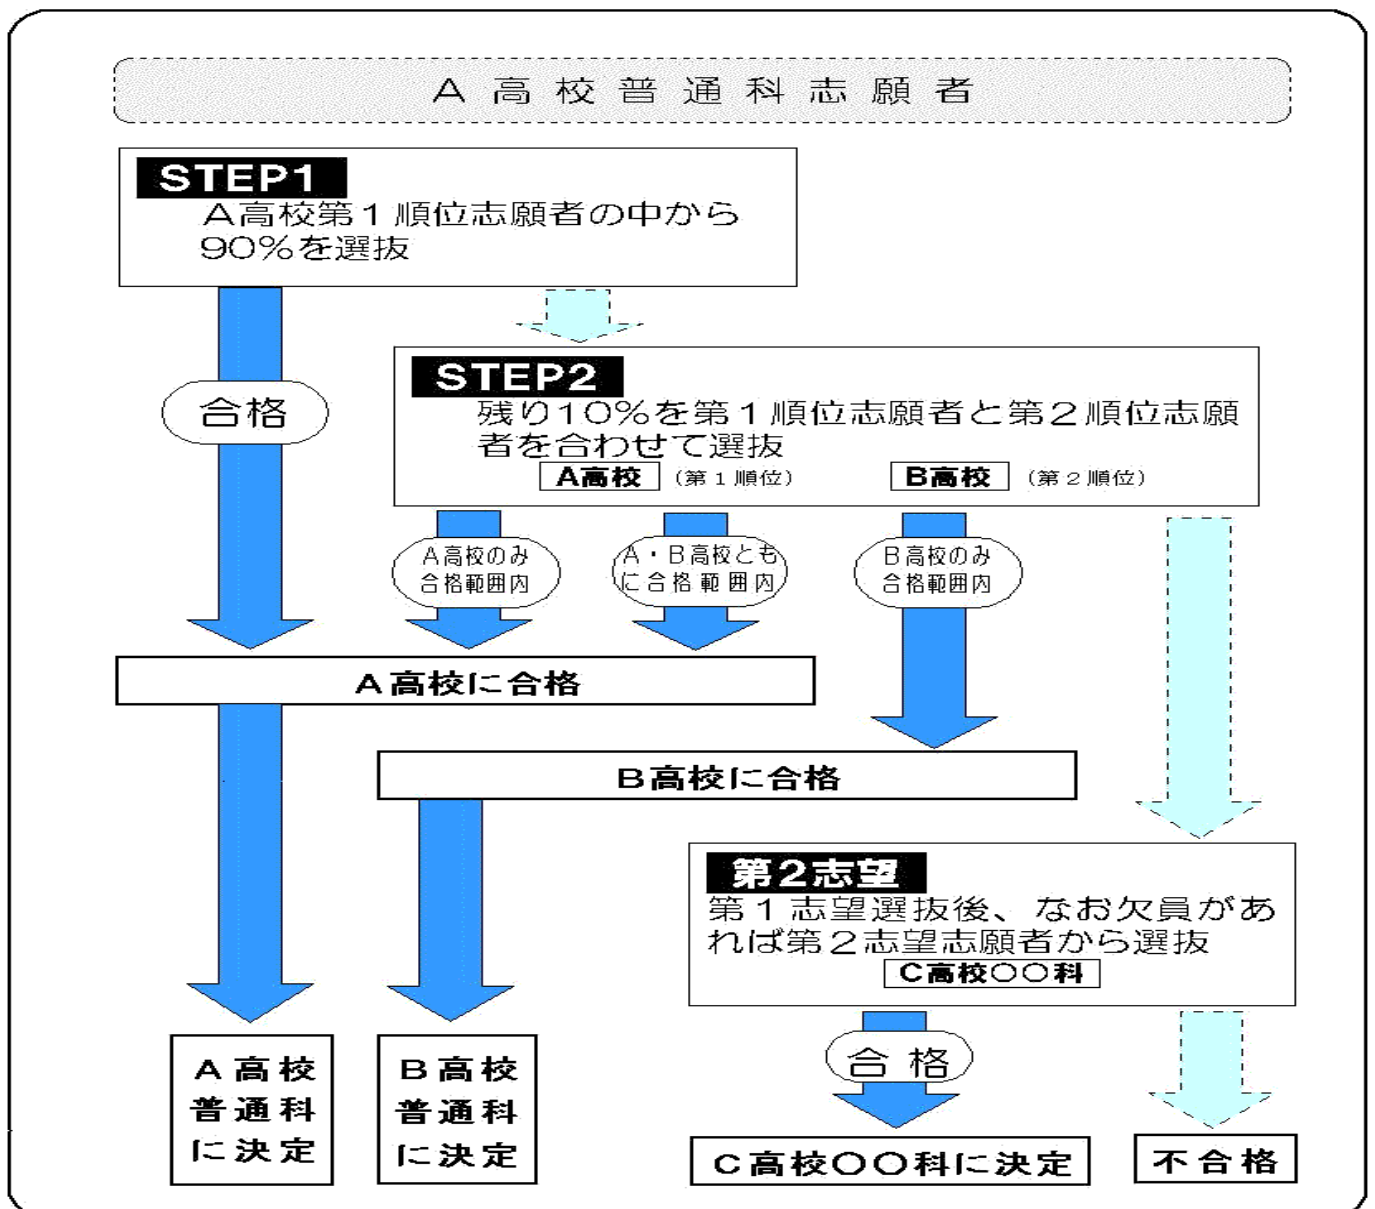 A高校普通科志願者
STEP1
A高校第1順位志願者の中から
90%を選抜
合格
STEP2
残り10%を第1順位志願者と第2順位志願
者を合わせて選抜
A高校 (第1順位) B高校 (第2順位)
A高校のみ
合格範囲内
A・B高校とも
に合格範囲内
B高校のみ
合格範囲内
A高校に合格
B高校に合格
第2志望
第1志望選抜後、なお欠員があ
れば第2志望志願者から選抜
C高校〇〇科
合格
A高校
普通科
に決定
B高校
普通科
に決定
C高校〇〇科に決定
不合格